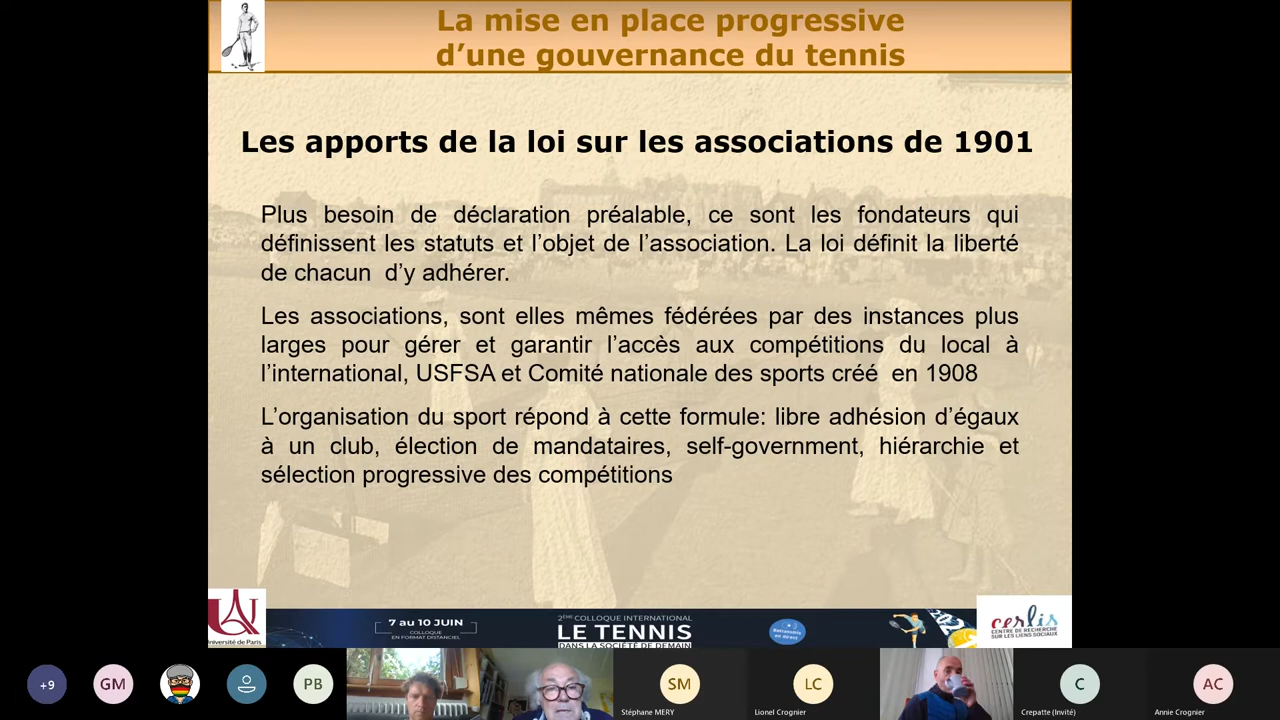 La mise en place progressive
d’une gouvernance du tennis
Les apports de la loi sur les associations de 1901
Plus besoin de déclaration préalable, ce sont les fondateurs qui
définissent les statuts et l’objet de l’association. La loi définit la liberté
de chacun d’y adhérer.
Les associations, sont elles mêmes fédérées par des instances plus
larges pour gérer et garantir l’accès aux compétitions du local à
l’international, USFSA et Comité nationale des sports créé en 1908
L’organisation du sport répond à cette formule: libre adhésion d’égaux
à un club, élection de mandataires, self-government, hiérarchie et
sélection progressive des compétitions
Université de Paris
7 au 10 JUIN
COLLOQUE
EN FORMAT DISTANCIEL
2ÈME COLLOQUE INTERNATIONAL
LE TENNIS
DANS LA SOCIÉTÉ DE DEMAIN
Retransmis
en direct
cerlis
CENTRE DE RECHERCHE
SUR LES LIENS SOCIAUX
+9
GM
PB
SM
Stéphane MERY
LC
Lionel Crognier
C
Crepatte (Invité)
AC
Annie Crognier